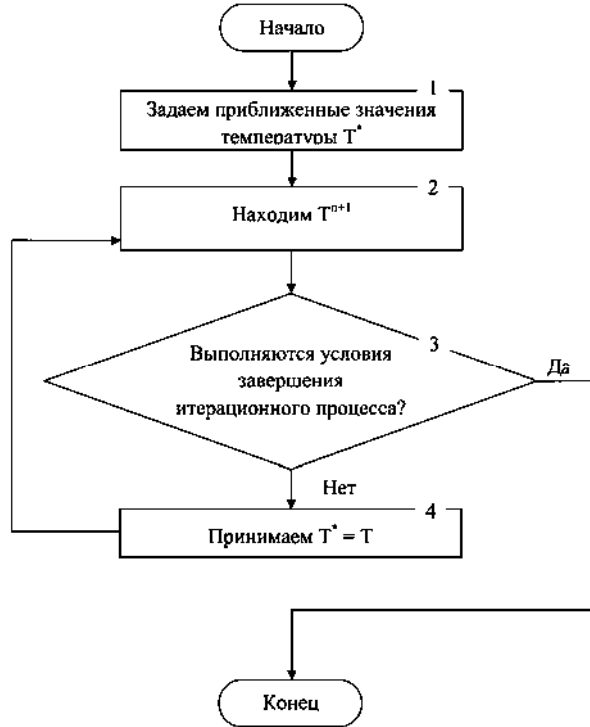 Начало
1
Задаем приближенные значения
температуры T*
2
Находим Tⁿ⁺¹
3
Выполняются условия
завершения
итерационного процесса?
Да
Нет
4
Принимаем T* = T
Конец